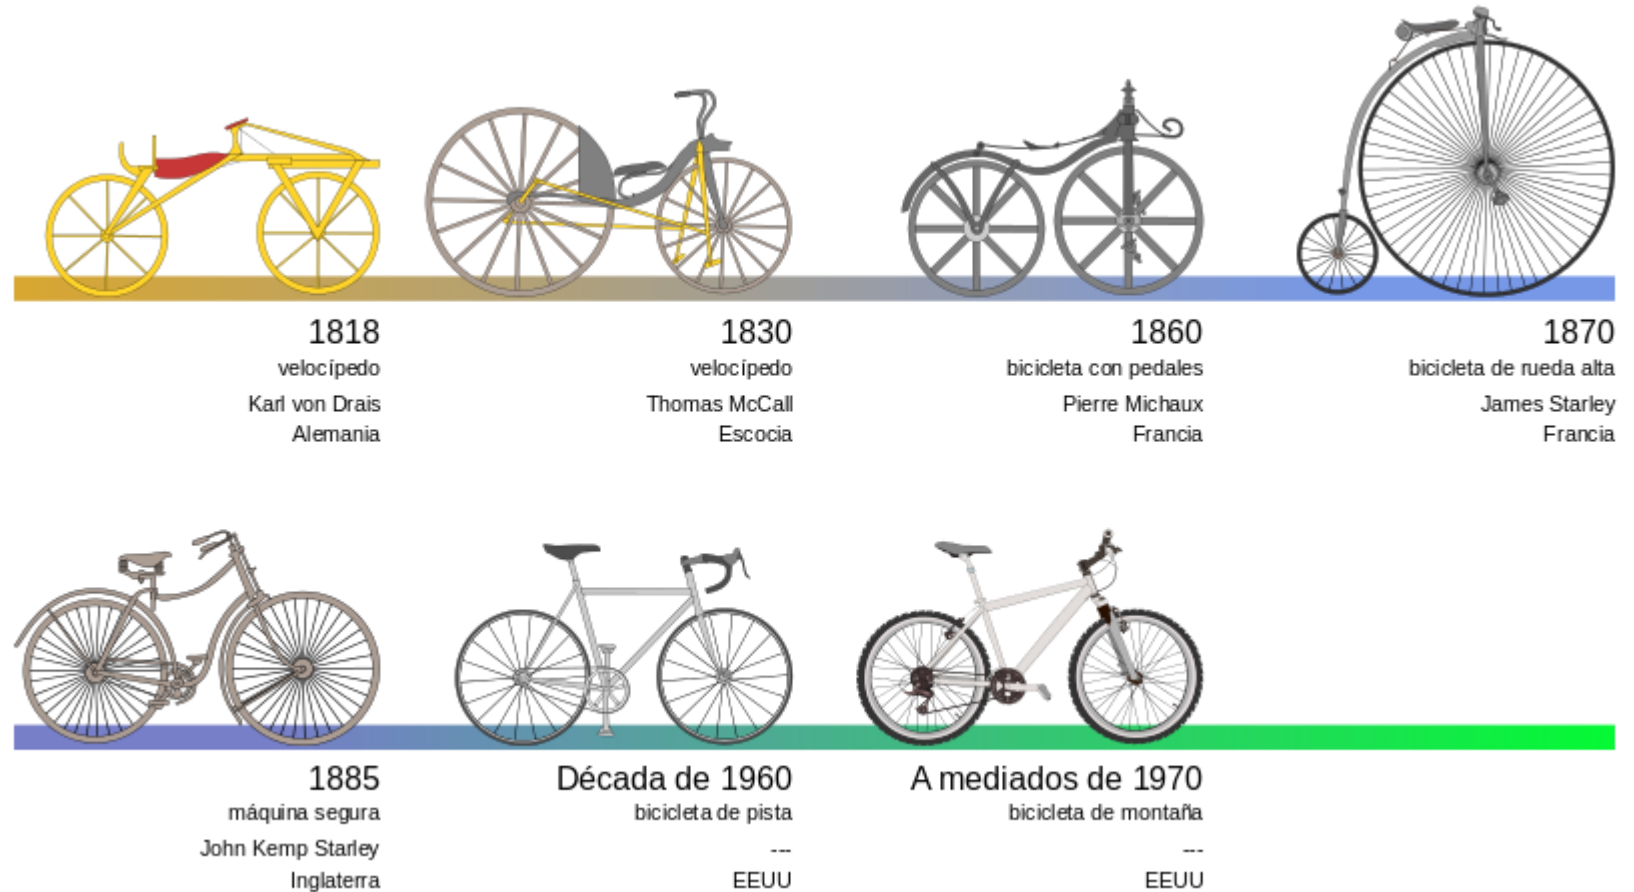 1818
velocípedo
Karl von Drais
Alemania
1830
velocípedo
Thomas McCall
Escocia
1860
bicicleta con pedales
Pierre Michaux
Francia
1870
bicicleta de rueda alta
James Starley
Francia
1885
máquina segura
John Kemp Starley
Inglaterra
Década de 1960
bicicleta de pista
---
EEUU
A mediados de 1970
bicicleta de montaña
---
EEUU